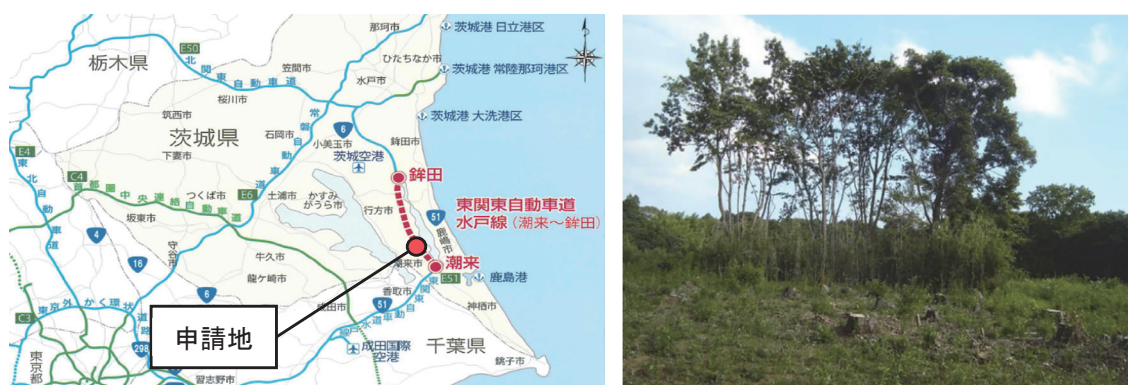 那珂市
茨城港 日立港区
E50
北関東自動車道
栃木県
笠間市
ひたちなか市
水戸市
茨城港 常陸那珂港区
桜川市
筑西市
常磐自動車道
茨城港 大洗港区
茨城県
石岡市
6
小美玉市
鉾田市
E4
下妻市
茨城空港
東北自動車道
C4
首都圏中央連絡自動車道
つくば市
E6
土浦市
かすみがうら市
鉾田
行方市
東関東自動車道
水戸線(潮来〜鉾田)
51
鹿嶋市
坂東市
4
守谷市
牛久市
潮来市
潮来
E51
鹿島港
16
龍ケ崎市
6
香取市
東関東自動車道水戸線
神栖市
東京外かく環状道路
成田市
51
C3
申請地
298
成田国際空港
千葉県
銚子市
東京都
習志野市